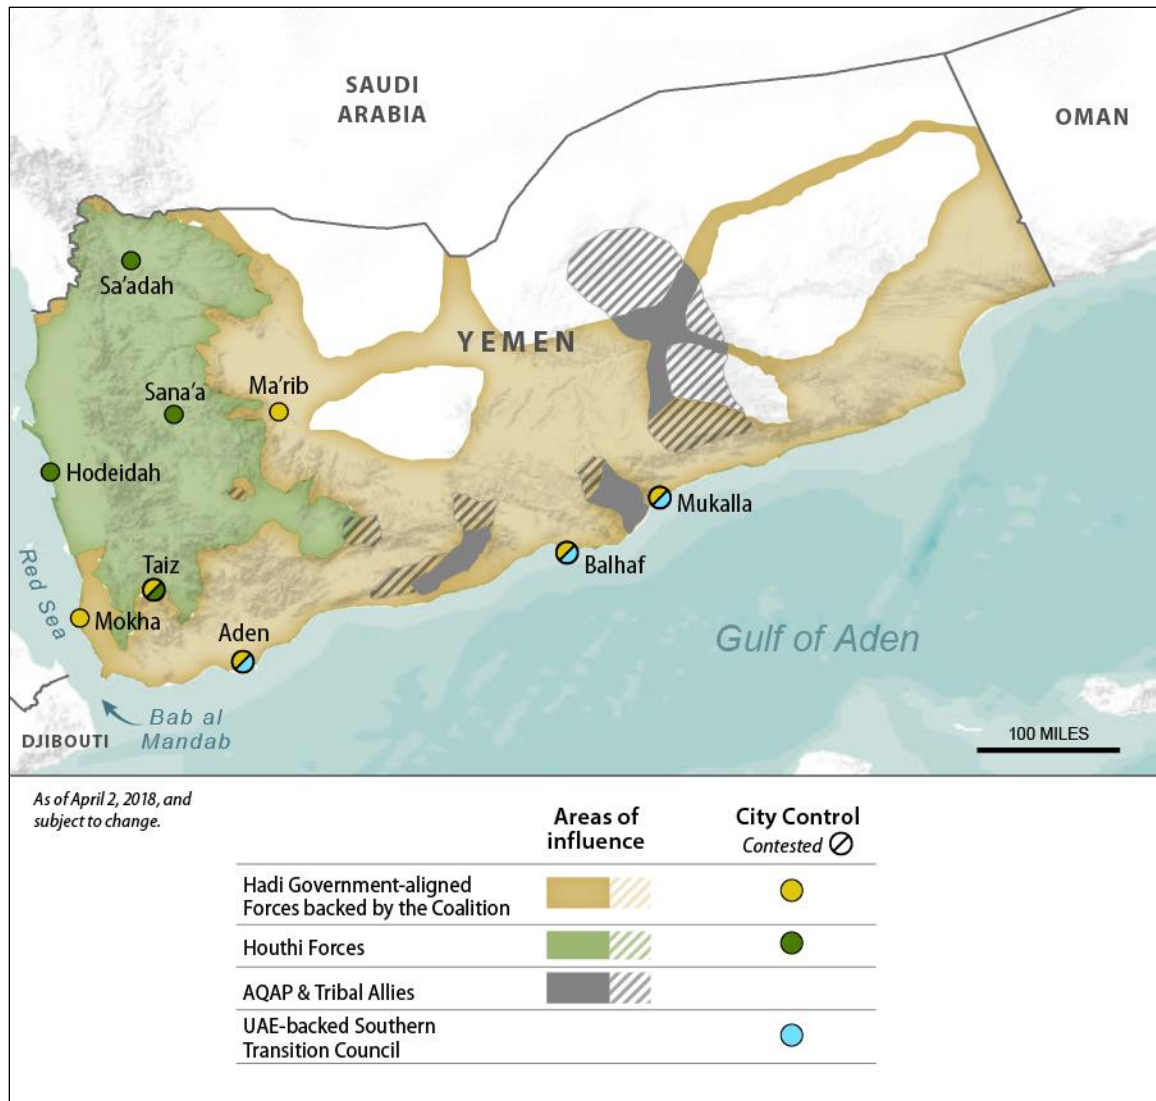 SAUDI
ARABIA
OMAN
Sa'adah
YEMEN
Sana'a
Ma'rib
Hodeidah
Mukalla
Taiz
Balhaf
Red Sea
Mokha
Aden
Gulf of Aden
Bab al
Mandab
DJIBOUTI
100 MILES
As of April 2, 2018, and
subject to change.
Areas of
influence
City Control
Contested
Hadi Government-aligned
Forces backed by the Coalition
Houthi Forces
AQAP & Tribal Allies
UAE-backed Southern
Transition Council